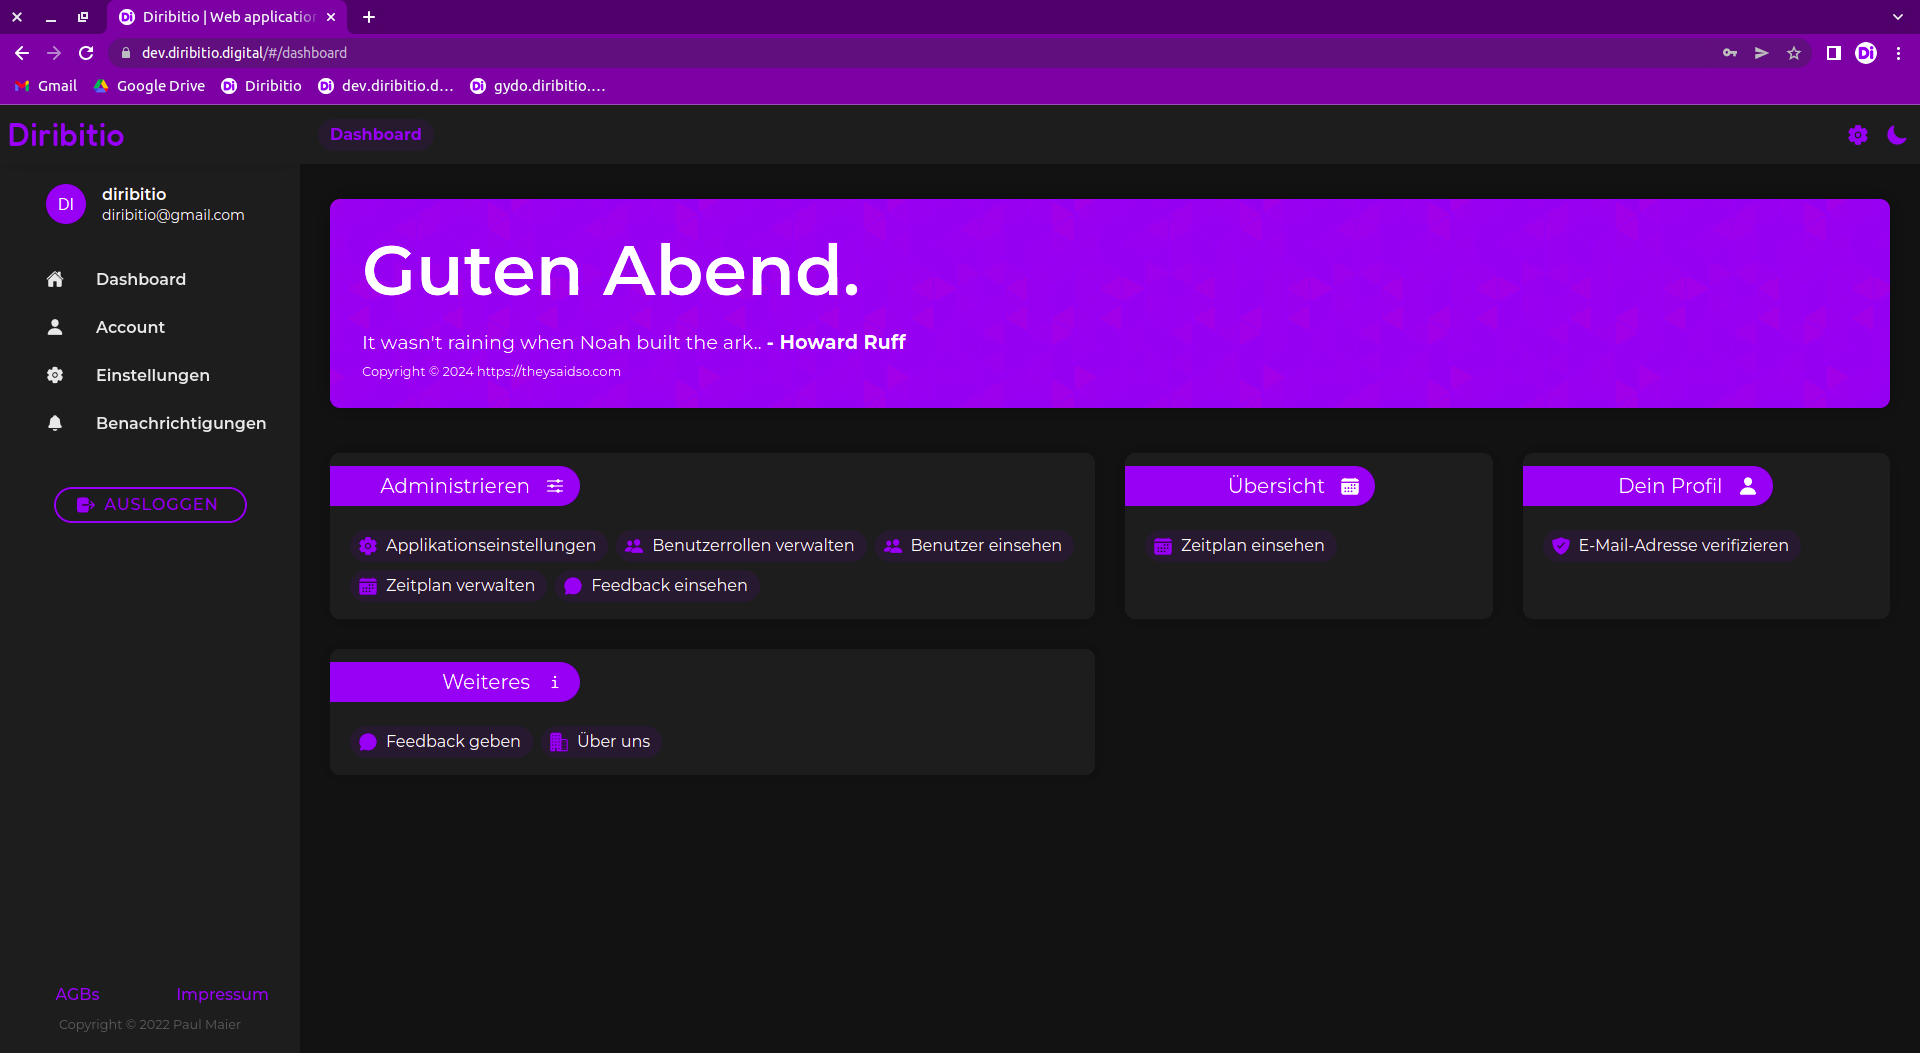 Diribitio | Web application
dev.diribitio.digital/#/dashboard
Di
Gmail
Google Drive
Diribitio
dev.diribitio.d...
gydo.diribitio....
Diribitio
Dashboard
DI
diribitio
diribitio@gmail.com
Dashboard
Account
Einstellungen
Benachrichtigungen
AUSLOGGEN
AGBs
Impressum
Copyright © 2022 Paul Maier
Guten Abend.
It wasn't raining when Noah built the ark.. - Howard Ruff
Copyright © 2024 https://theysaidso.com
Administrieren
Applikationseinstellungen
Benutzerrollen verwalten
Benutzer einsehen
Zeitplan verwalten
Feedback einsehen
Übersicht
Zeitplan einsehen
Dein Profil
E-Mail-Adresse verifizieren
Weiteres
Feedback geben
Über uns